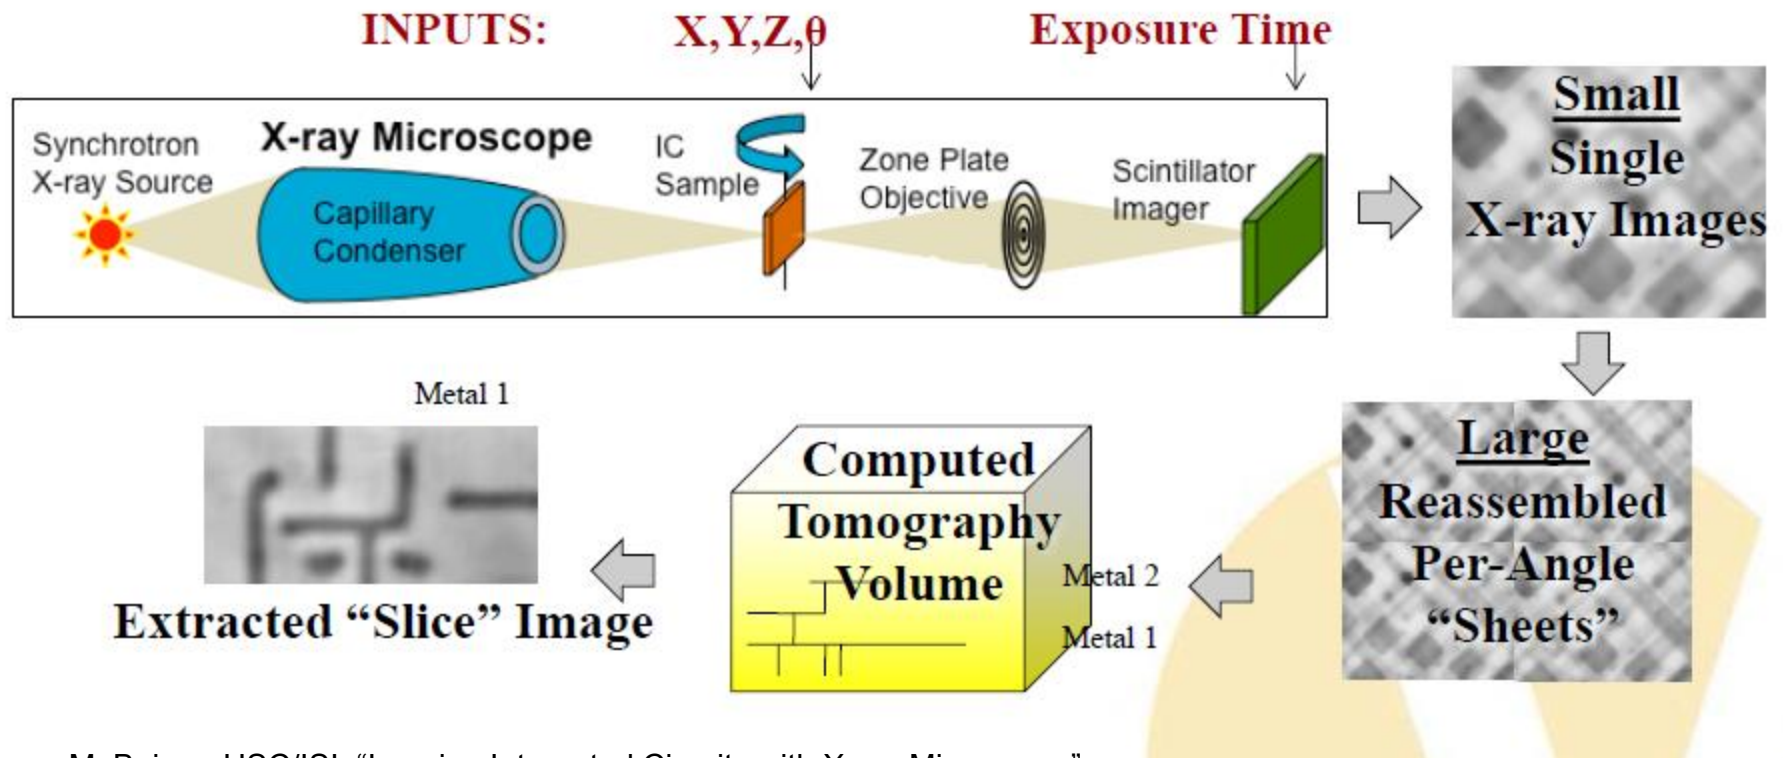 INPUTS:
X,Y,Z,θ
Exposure Time
Synchrotron
X-ray Source
X-ray Microscope
Capillary
Condenser
IC
Sample
Zone Plate
Objective
Scintillator
Imager
Small
Single
X-ray Images
Metal 1
Extracted “Slice” Image
Computed
Tomography
Volume
Metal 2
Metal 1
Large
Reassembled
Per-Angle
“Sheets”